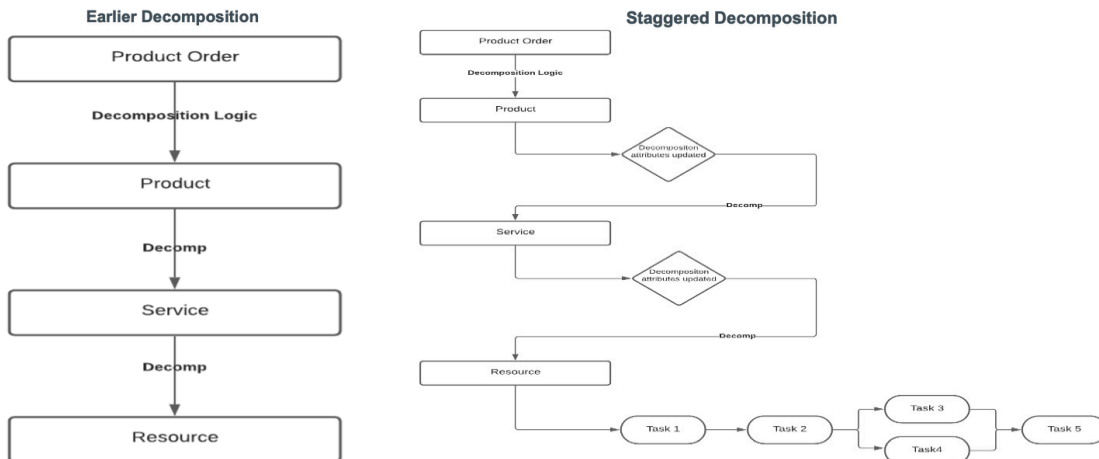 Earlier Decomposition
Product Order
Decomposition Logic
Product
Decomp
Service
Decomp
Resource
Staggered Decomposition
Product Order
Decomposition Logic
Product
Decompositon
attributes updated
Decomp
Service
Decompositon
attributes updated
Decomp
Resource
Task 1
Task 2
Task 3
Task4
Task 5